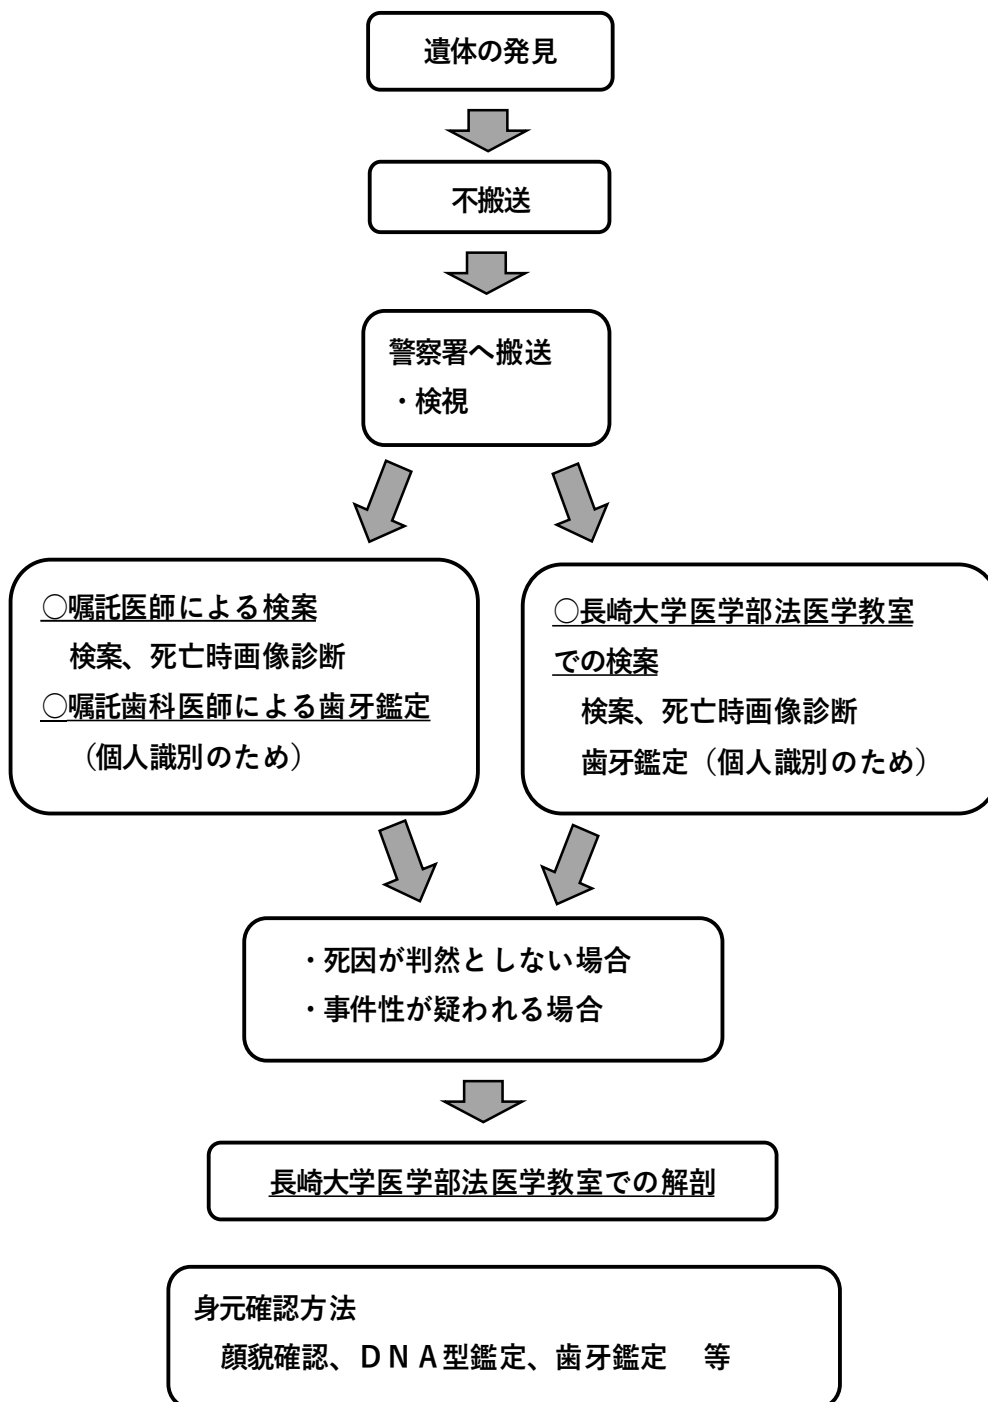 遺体の発見
不搬送
警察署へ搬送
・検視
○嘱託医師による検案
検案、死亡時画像診断
○嘱託歯科医師による歯牙鑑定
（個人識別のため）
○長崎大学医学部法医学教室
での検案
検案、死亡時画像診断
歯牙鑑定（個人識別のため）
・死因が判然としない場合
・事件性が疑われる場合
長崎大学医学部法医学教室での解剖
身元確認方法
顔貌確認、ＤＮＡ型鑑定、歯牙鑑定　等